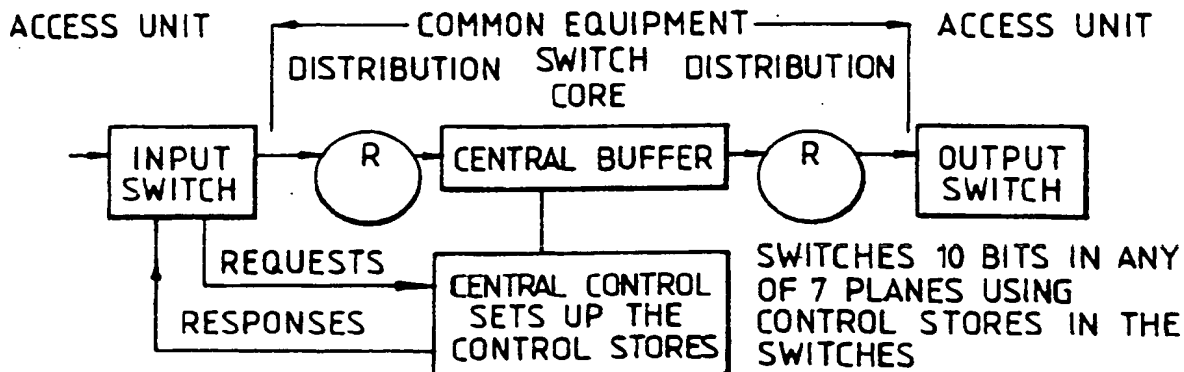 ACCESS UNIT
COMMON EQUIPMENT
ACCESS UNIT
DISTRIBUTION
SWITCH
CORE
DISTRIBUTION
INPUT
SWITCH
R
CENTRAL BUFFER
R
OUTPUT
SWITCH
REQUESTS
RESPONSES
CENTRAL CONTROL
SETS UP THE
CONTROL STORES
SWITCHES 10 BITS IN ANY
OF 7 PLANES USING
CONTROL STORES IN THE
SWITCHES